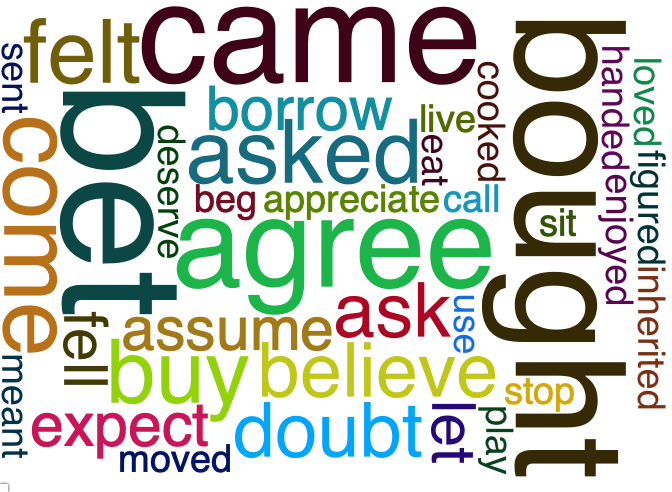 came
bought
felt
sent
bet
come
borrow
asked
live
eat
cooked
deserve
beg
appreciate
call
agree
sit
handed
enjoyed
loved
figured
inherited
fell
assume
ask
use
buy
believe
stop
meant
expect
doubt
let
play
moved